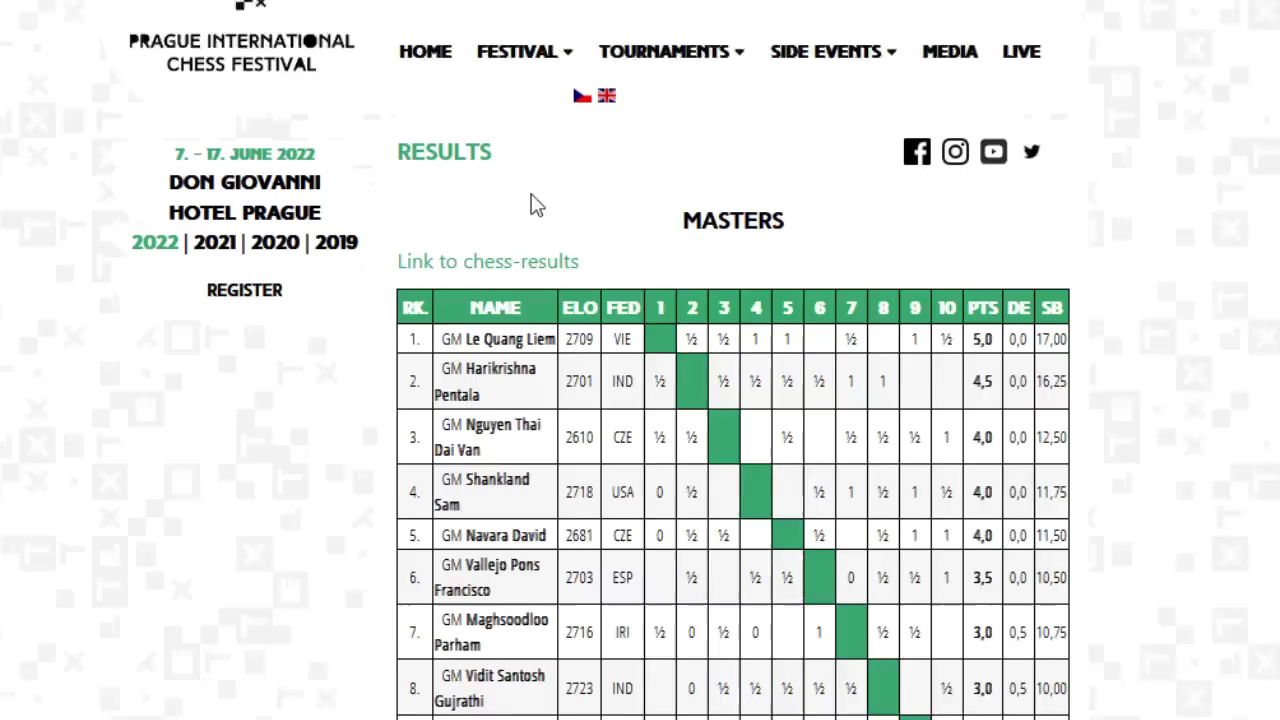 PRAGUE INTERNATIONAL
CHESS FESTIVAL
HOME FESTIVAL TOURNAMENTS SIDE EVENTS MEDIA LIVE
7. - 17. JUNE 2022
DON GIOVANNI
HOTEL PRAGUE
2022 | 2021 | 2020 | 2019
REGISTER
RESULTS
MASTERS
Link to chess-results
RK. NAME ELO FED 1 2 3 4 5 6 7 8 9 10 PTS DE SB
1. GM Le Quang Liem 2709 VIE ½ ½ 1 1 ½ 1 ½ 5,0 0,0 17,00
2. GM Harikrishna
Pentala 2701 IND ½ ½ ½ ½ ½ 1 1 4,5 0,0 16,25
3. GM Nguyen Thai
Dai Van 2610 CZE ½ ½ ½ ½ ½ ½ 1 4,0 0,0 12,50
4. GM Shankland
Sam 2718 USA 0 ½ ½ 1 ½ 1 ½ 4,0 0,0 11,75
5. GM Navara David 2681 CZE 0 ½ ½ ½ ½ 1 1 4,0 0,0 11,50
6. GM Vallejo Pons
Francisco 2703 ESP ½ ½ ½ 0 ½ ½ 1 3,5 0,0 10,50
7. GM Maghsoodloo
Parham 2716 IRI ½ 0 ½ 0 1 ½ ½ 3,0 0,5 10,75
8. GM Vidit Santosh
Gujrathi 2723 IND 0 ½ ½ ½ ½ ½ ½ 3,0 0,5 10,00